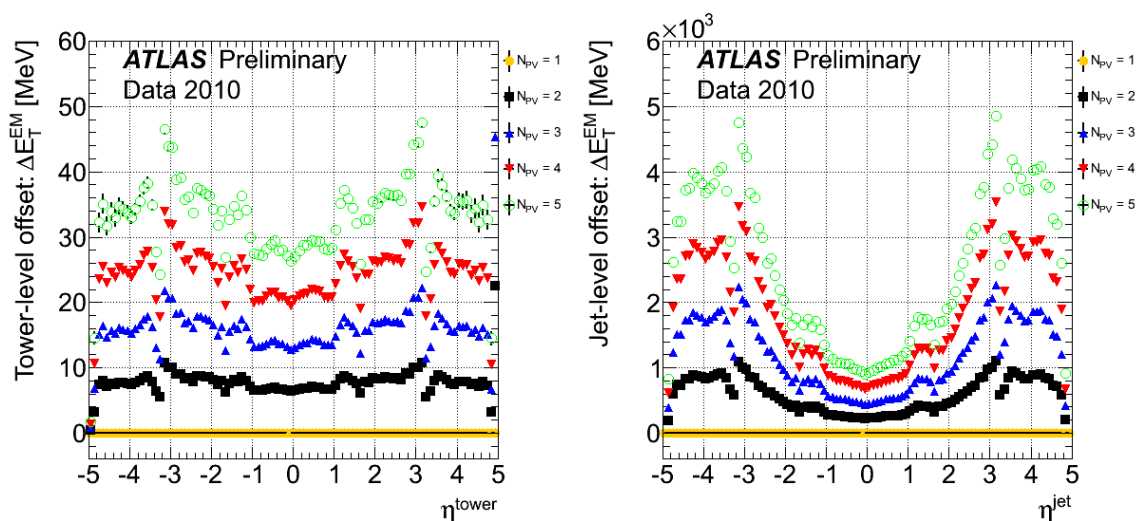 Tower-level offset: ΔE_T^EM [MeV]
60
50
40
30
20
10
0
ATLAS Preliminary
Data 2010
N_PV = 1
N_PV = 2
N_PV = 3
N_PV = 4
N_PV = 5
-5 -4 -3 -2 -1 0 1 2 3 4 5
η^tower
Jet-level offset: ΔE_T^EM [MeV]
×10^3
6
5
4
3
2
1
0
ATLAS Preliminary
Data 2010
N_PV = 1
N_PV = 2
N_PV = 3
N_PV = 4
N_PV = 5
-5 -4 -3 -2 -1 0 1 2 3 4 5
η^jet